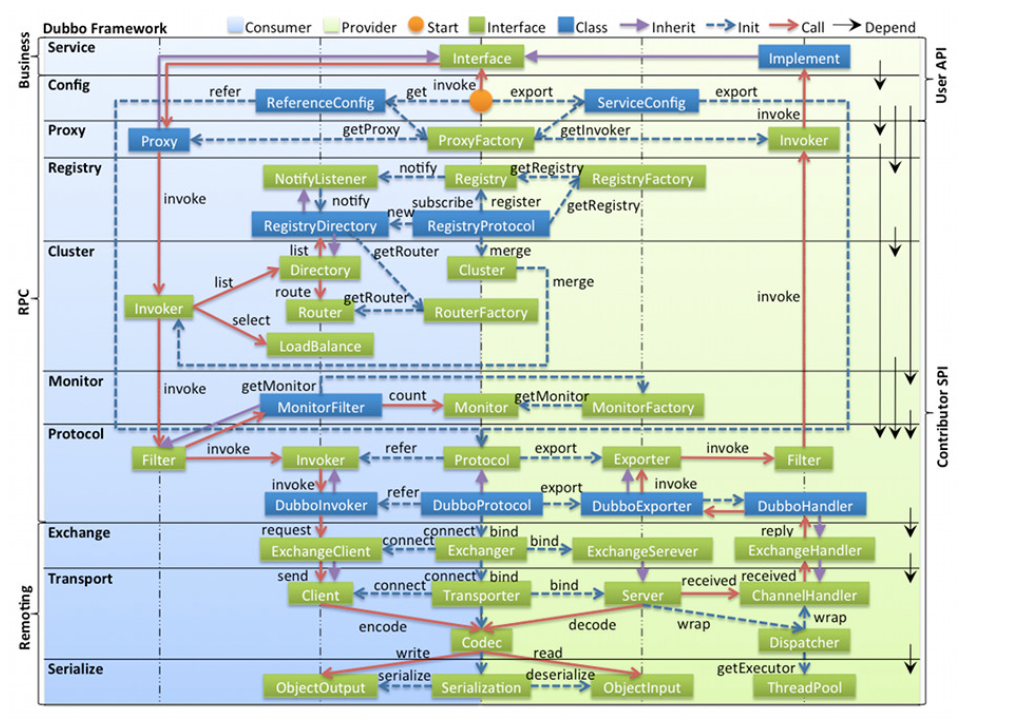 Dubbo Framework
Consumer
Provider
Start
Interface
Class
Inherit
Init
Call
Depend
Business
RPC
Remoting
User API
Contributor SPI
Service
Interface
Implement
Config
invoke
refer
ReferenceConfig
get
export
ServiceConfig
export
invoke
Proxy
Proxy
getProxy
ProxyFactory
getInvoker
Invoker
Registry
NotifyListener
notify
Registry
getRegistry
RegistryFactory
invoke
notify
subscribe
register
getRegistry
RegistryDirectory
new
RegistryProtocol
Cluster
list
getRouter
merge
Directory
Cluster
list
merge
route
getRouter
invoke
Invoker
Router
RouterFactory
select
LoadBalance
Monitor
invoke
getMonitor
MonitorFilter
count
Monitor
getMonitor
MonitorFactory
Protocol
Filter
invoke
Invoker
refer
Protocol
export
Exporter
invoke
Filter
invoke
refer
export
invoke
DubboInvoker
DubboProtocol
DubboExporter
DubboHandler
Exchange
request
connect
bind
reply
ExchangeClient
connect
Exchanger
bind
ExchangeSerever
ExchangeHandler
Transport
send
connect
bind
received
received
Client
connect
Transporter
bind
Server
ChannelHandler
encode
decode
wrap
wrap
Codec
Dispatcher
write
read
getExecutor
Serialize
ObjectOutput
serialize
Serialization
deserialize
ObjectInput
ThreadPool